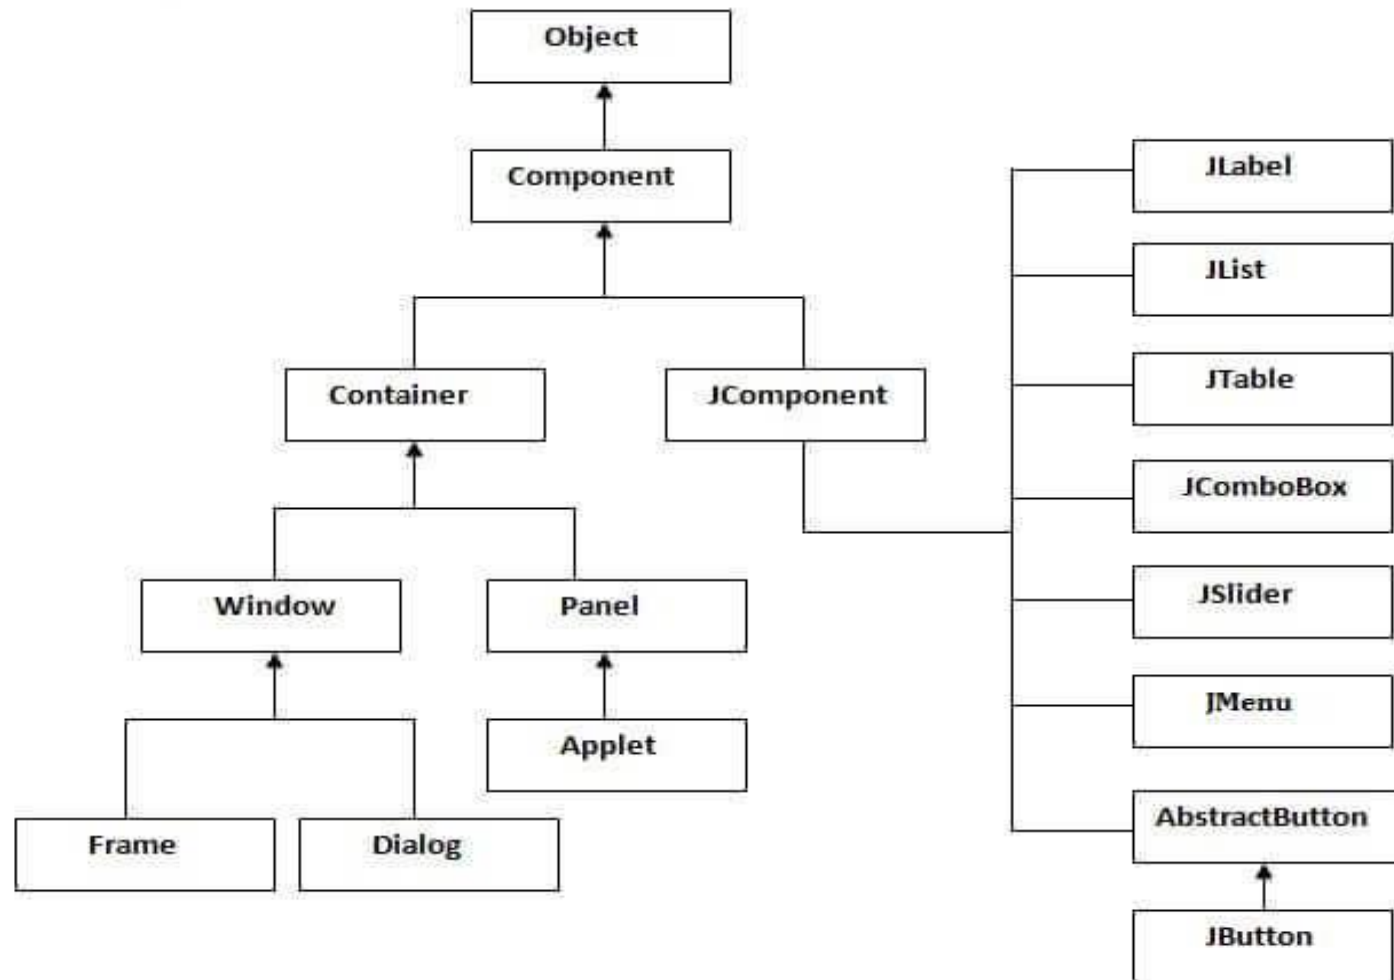 Object
Component
Container
JComponent
Window
Panel
Applet
Frame
Dialog
JLabel
JList
JTable
JComboBox
JSlider
JMenu
AbstractButton
JButton